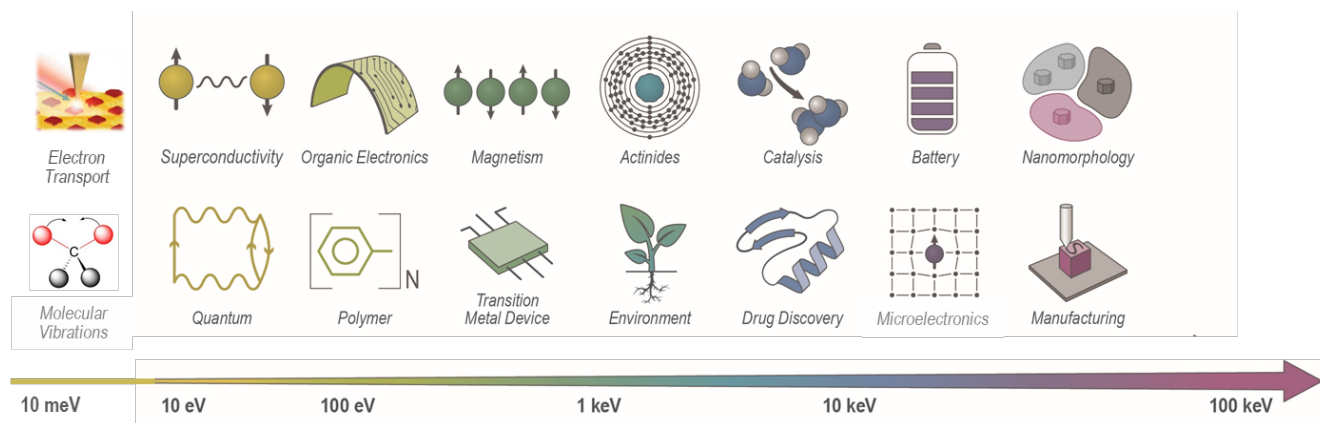 Electron
Transport
Superconductivity
Organic Electronics
Magnetism
Actinides
Catalysis
Battery
Nanomorphology
C
N
Molecular
Vibrations
Quantum
Polymer
Transition
Metal Device
Environment
Drug Discovery
Microelectronics
Manufacturing
10 meV
10 eV
100 eV
1 keV
10 keV
100 keV